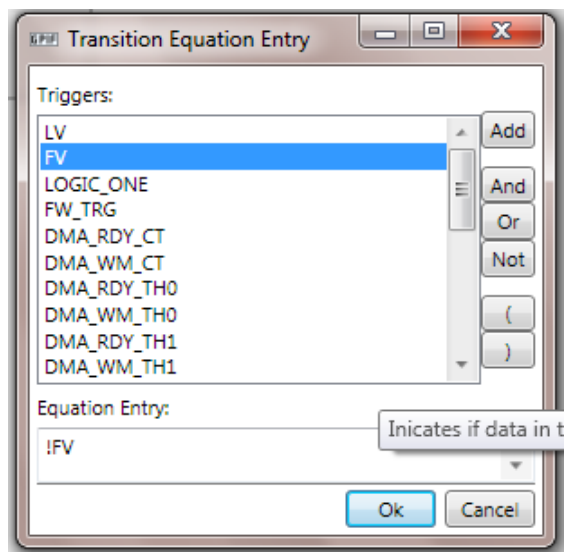 GPIF Transition Equation Entry
Triggers:
LV
Add
FV
LOGIC_ONE
And
FW_TRG
Or
DMA_RDY_CT
DMA_WM_CT
Not
DMA_RDY_TH0
DMA_WM_TH0
(
DMA_RDY_TH1
)
DMA_WM_TH1
Equation Entry:
Inicates if data in t
!FV
Ok
Cancel